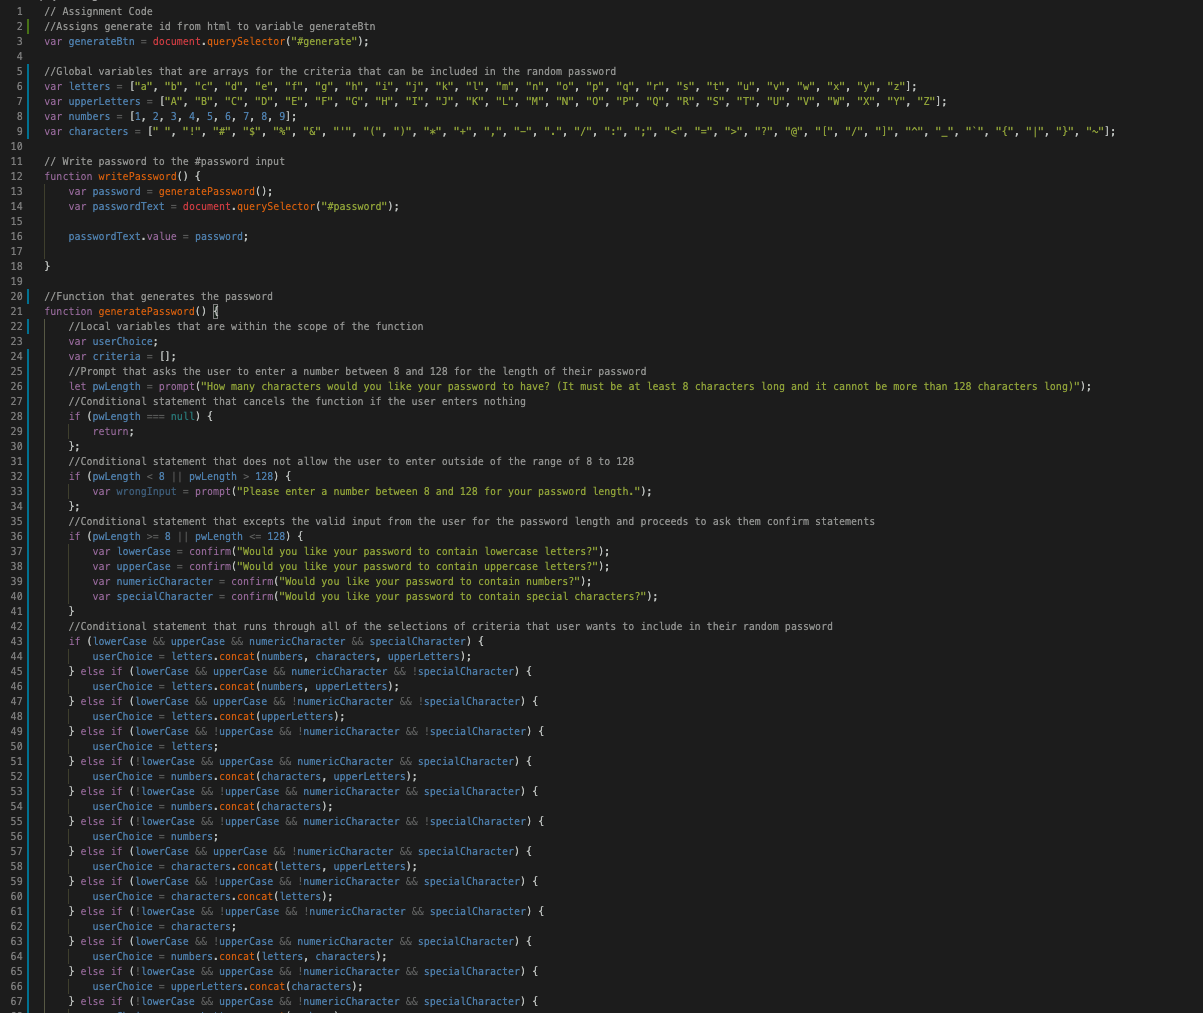 1 // Assignment Code
2 //Assigns generate id from html to variable generateBtn
3 var generateBtn = document.querySelector("#generate");
4
5 //Global variables that are arrays for the criteria that can be included in the random password
6 var letters = ["a", "b", "c", "d", "e", "f", "g", "h", "i", "j", "k", "l", "m", "n", "o", "p", "q", "r", "s", "t", "u", "v", "w", "x", "y", "z"];
7 var upperLetters = ["A", "B", "C", "D", "E", "F", "G", "H", "I", "J", "K", "L", "M", "N", "O", "P", "Q", "R", "S", "T", "U", "V", "W", "X", "Y", "Z"];
8 var numbers = [1, 2, 3, 4, 5, 6, 7, 8, 9];
9 var characters = [" ", "!", "#", "$", "%", "&", "'", "(", ")", "*", "+", ",", "-", ".", "/", ":", ";", "<", "=", ">", "?", "@", "[", "/", "]", "^", "_", "`", "{", "|", "}", "~"];
10
11 // Write password to the #password input
12 function writePassword() {
13 var password = generatePassword();
14 var passwordText = document.querySelector("#password");
15
16 passwordText.value = password;
17
18 }
19
20 //Function that generates the password
21 function generatePassword() {
22 //Local variables that are within the scope of the function
23 var userChoice;
24 var criteria = [];
25 //Prompt that asks the user to enter a number between 8 and 128 for the length of their password
26 let pwLength = prompt("How many characters would you like your password to have? (It must be at least 8 characters long and it cannot be more than 128 characters long)");
27 //Conditional statement that cancels the function if the user enters nothing
28 if (pwLength === null) {
29 return;
30 };
31 //Conditional statement that does not allow the user to enter outside of the range of 8 to 128
32 if (pwLength < 8 || pwLength > 128) {
33 var wrongInput = prompt("Please enter a number between 8 and 128 for your password length.");
34 };
35 //Conditional statement that excepts the valid input from the user for the password length and proceeds to ask them confirm statements
36 if (pwLength >= 8 || pwLength <= 128) {
37 var lowerCase = confirm("Would you like your password to contain lowercase letters?");
38 var upperCase = confirm("Would you like your password to contain uppercase letters?");
39 var numericCharacter = confirm("Would you like your password to contain numbers?");
40 var specialCharacter = confirm("Would you like your password to contain special characters?");
41 }
42 //Conditional statement that runs through all of the selections of criteria that user wants to include in their random password
43 if (lowerCase && upperCase && numericCharacter && specialCharacter) {
44 userChoice = letters.concat(numbers, characters, upperLetters);
45 } else if (lowerCase && upperCase && numericCharacter && !specialCharacter) {
46 userChoice = letters.concat(numbers, upperLetters);
47 } else if (lowerCase && upperCase && !numericCharacter && !specialCharacter) {
48 userChoice = letters.concat(upperLetters);
49 } else if (lowerCase && !upperCase && !numericCharacter && !specialCharacter) {
50 userChoice = letters;
51 } else if (!lowerCase && upperCase && numericCharacter && specialCharacter) {
52 userChoice = numbers.concat(characters, upperLetters);
53 } else if (!lowerCase && !upperCase && numericCharacter && specialCharacter) {
54 userChoice = numbers.concat(characters);
55 } else if (!lowerCase && !upperCase && numericCharacter && !specialCharacter) {
56 userChoice = numbers;
57 } else if (lowerCase && upperCase && !numericCharacter && specialCharacter) {
58 userChoice = characters.concat(letters, upperLetters);
59 } else if (lowerCase && !upperCase && !numericCharacter && specialCharacter) {
60 userChoice = characters.concat(letters);
61 } else if (!lowerCase && !upperCase && !numericCharacter && specialCharacter) {
62 userChoice = characters;
63 } else if (lowerCase && !upperCase && numericCharacter && specialCharacter) {
64 userChoice = numbers.concat(letters, characters);
65 } else if (!lowerCase && upperCase && !numericCharacter && specialCharacter) {
66 userChoice = upperLetters.concat(characters);
67 } else if (!lowerCase && upperCase && !numericCharacter && specialCharacter) {